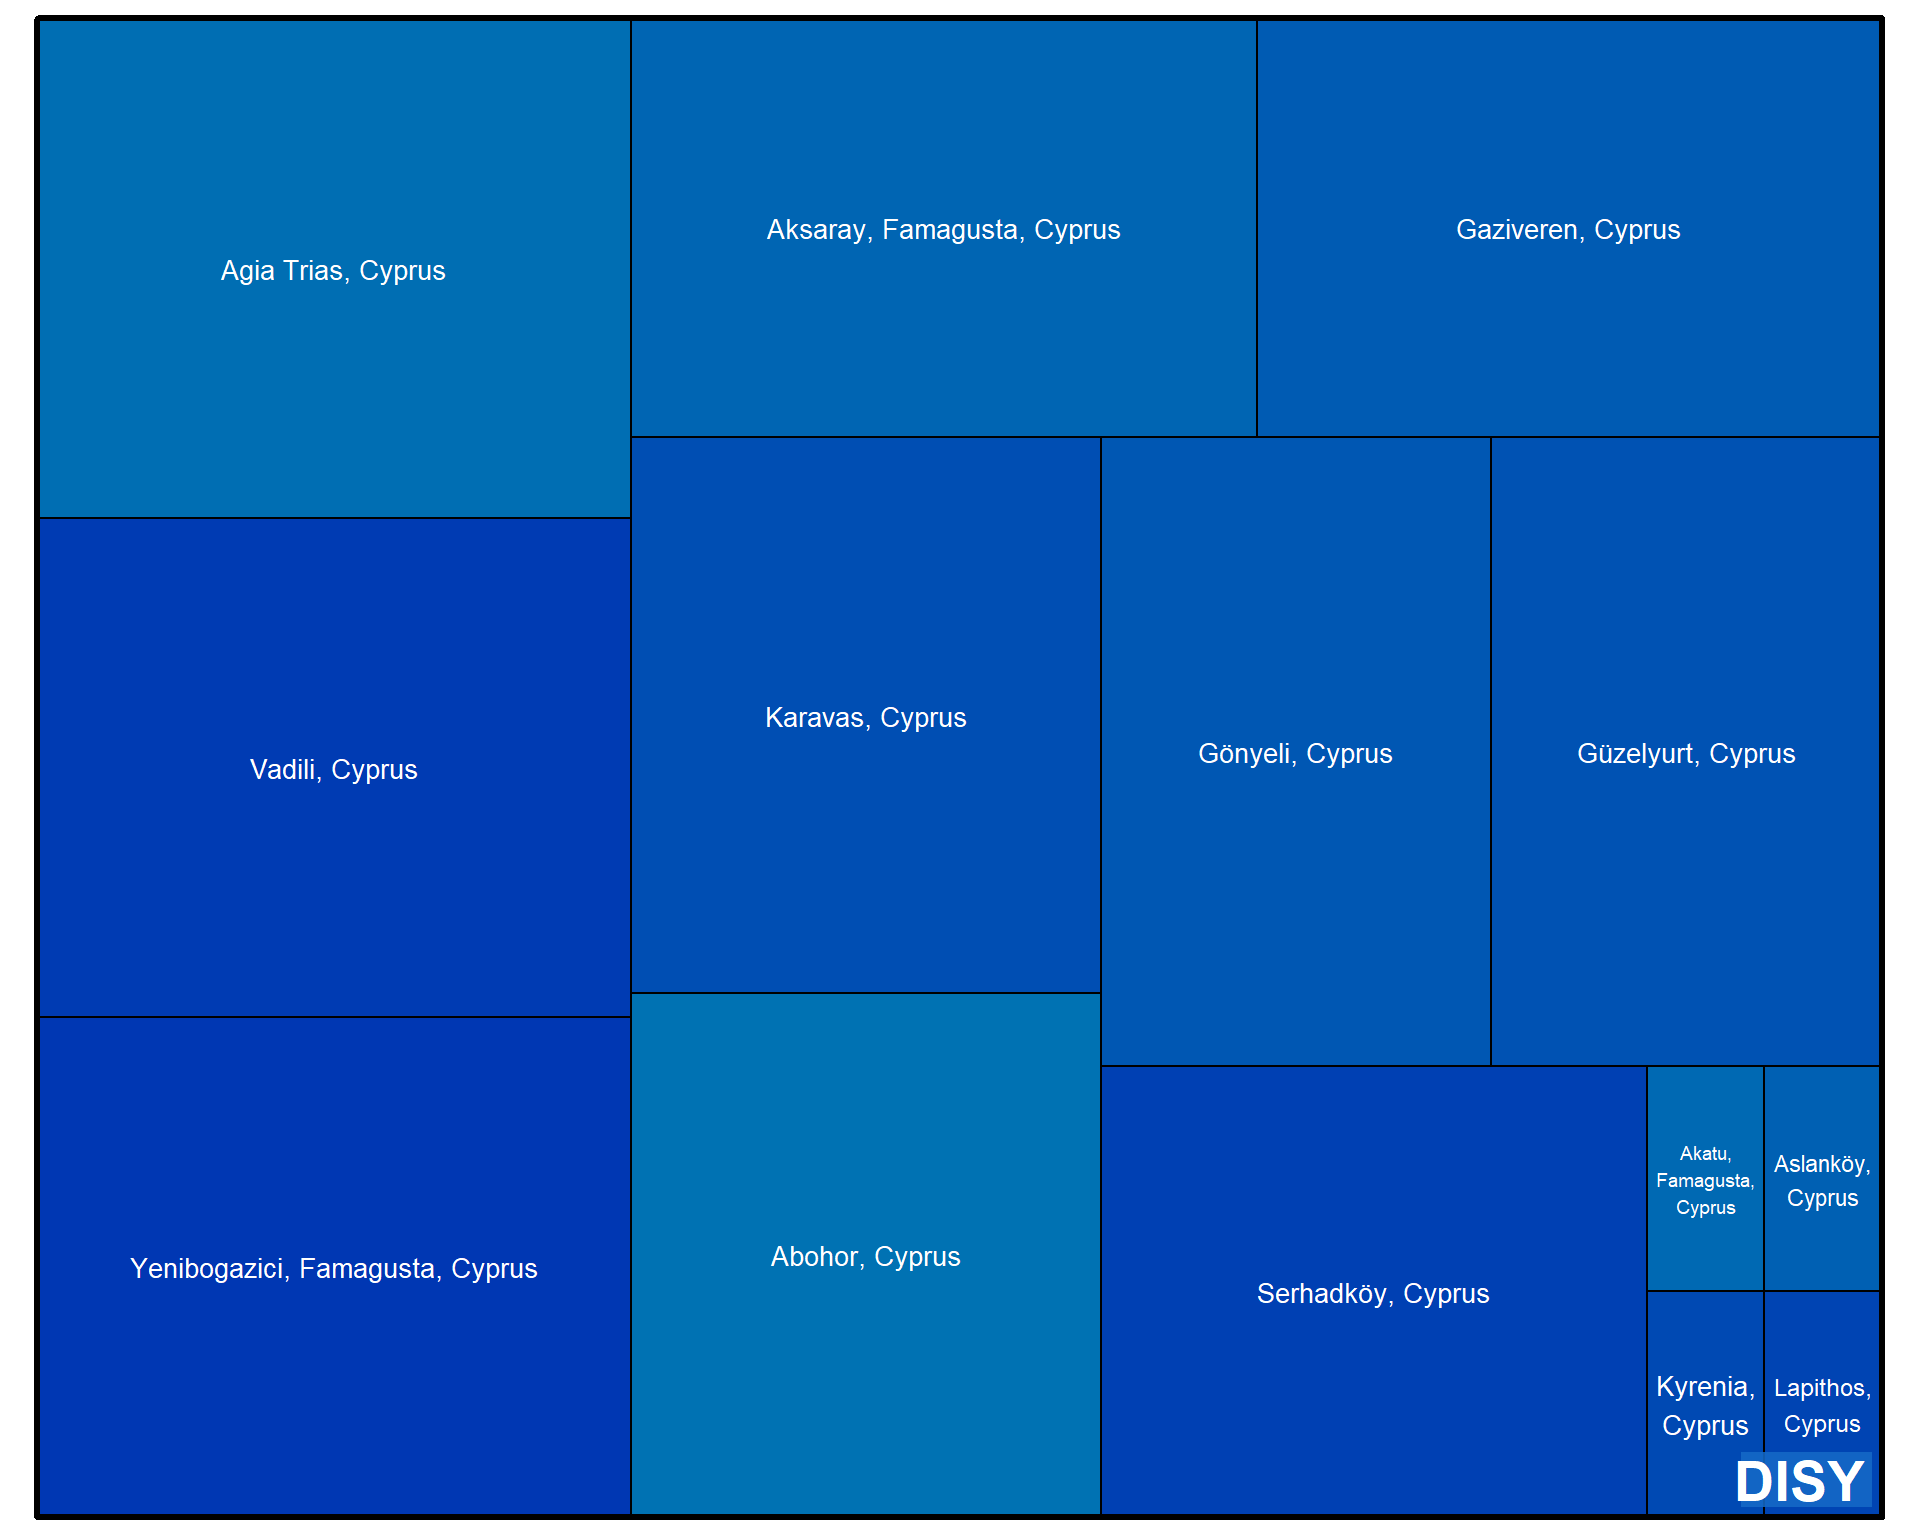 Agia Trias, Cyprus
Aksaray, Famagusta, Cyprus
Gaziveren, Cyprus
Vadili, Cyprus
Karavas, Cyprus
Gönyeli, Cyprus
Güzelyurt, Cyprus
Yenibogazici, Famagusta, Cyprus
Abohor, Cyprus
Serhadköy, Cyprus
Akatu,
Famagusta,
Cyprus
Aslanköy,
Cyprus
Kyrenia,
Cyprus
Lapithos,
Cyprus
DISY